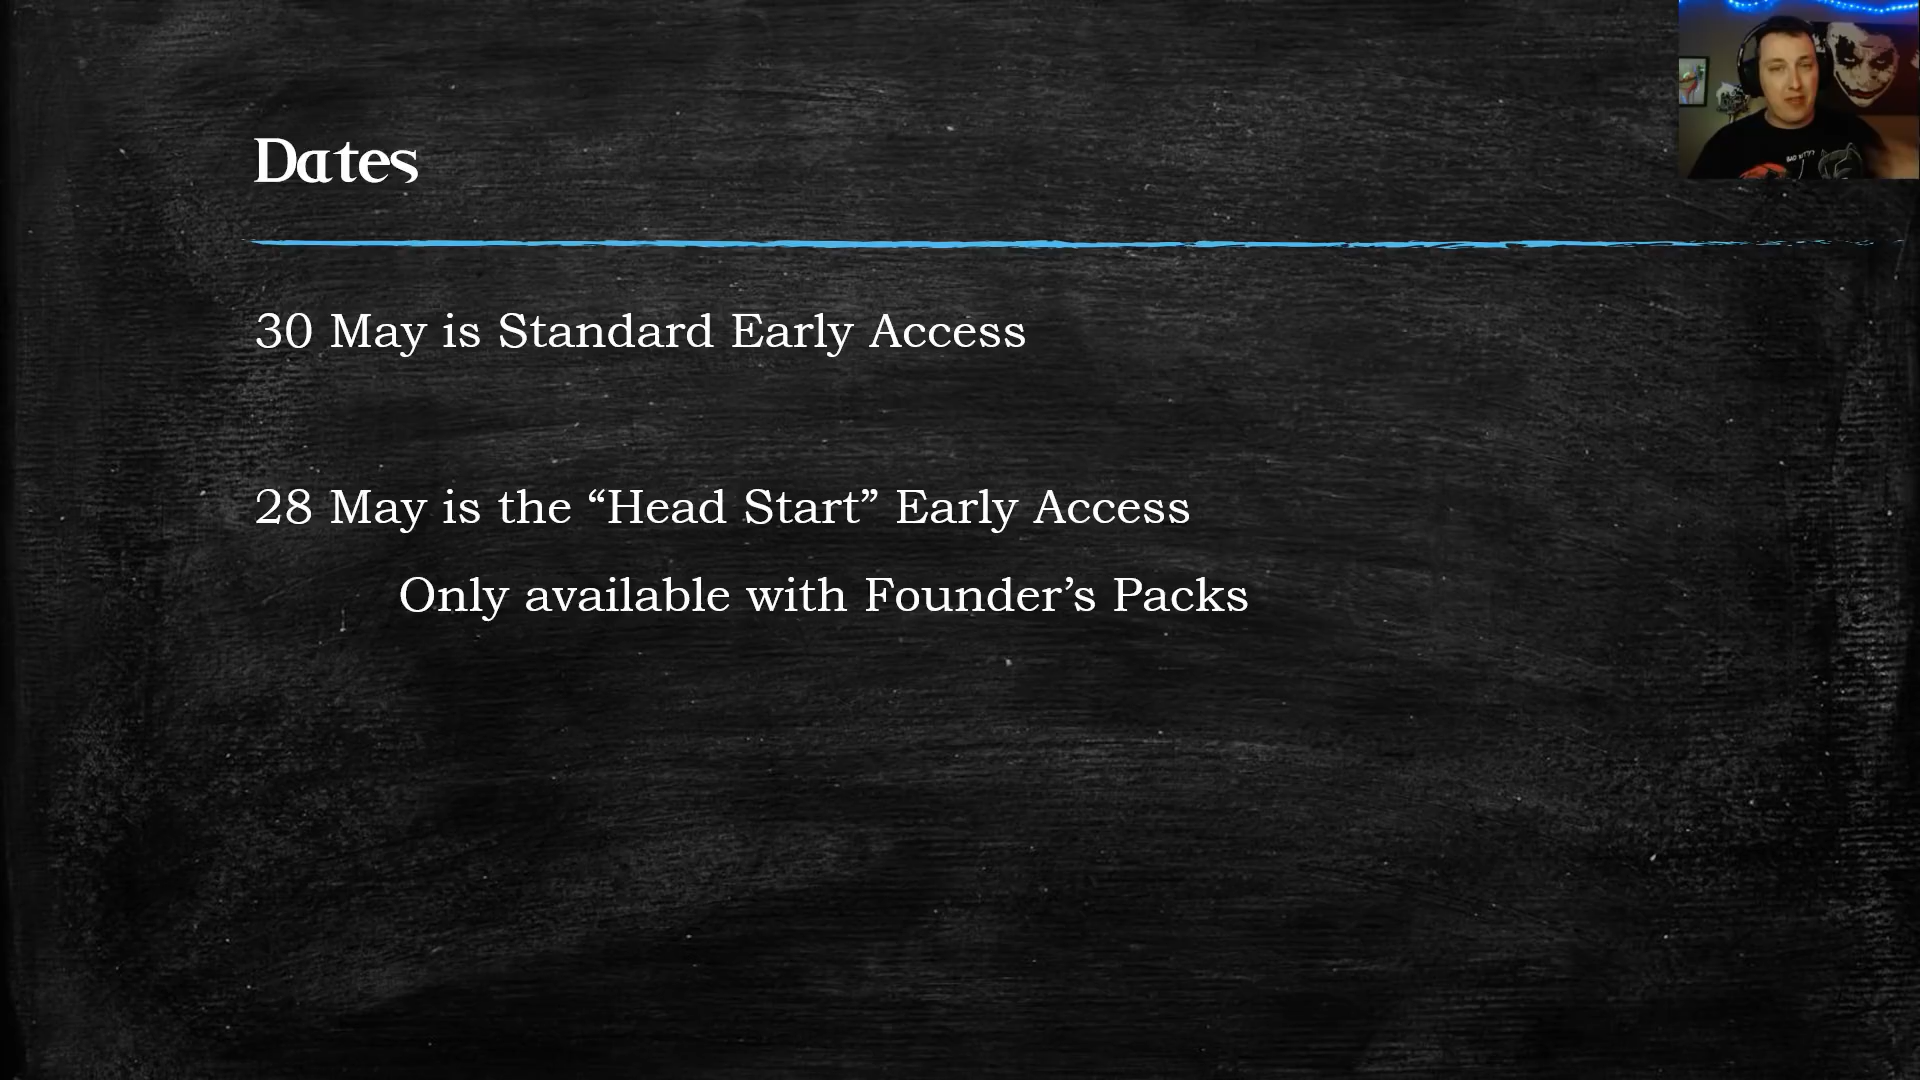 Dates
30 May is Standard Early Access
28 May is the “Head Start” Early Access
Only available with Founder’s Packs